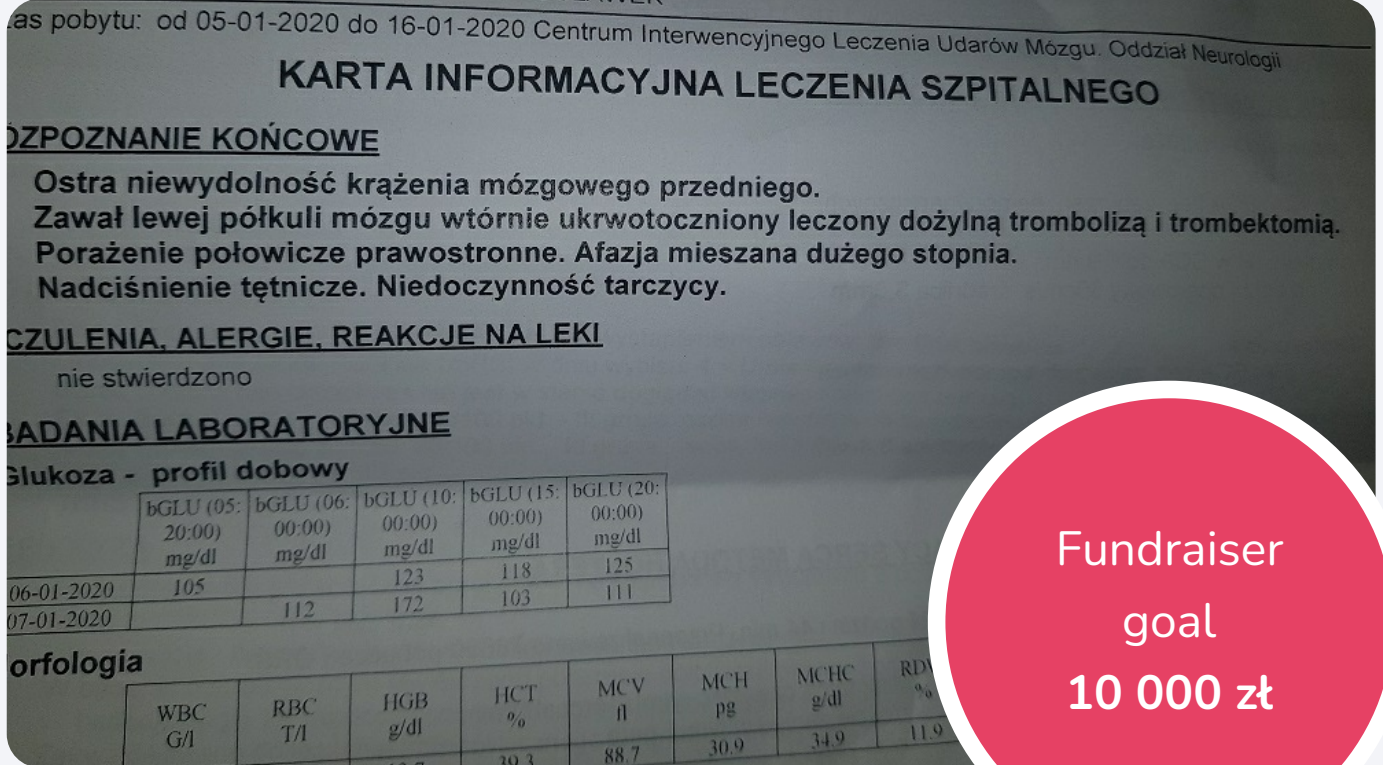 as pobytu: od 05-01-2020 do 16-01-2020 Centrum Interwencyjnego Leczenia Udarów Mózgu. Oddział Neurologii
KARTA INFORMACYJNA LECZENIA SZPITALNEGO
OZPOZNANIE KOŃCOWE
Ostra niewydolność krążenia mózgowego przedniego.
Zawał lewej półkuli mózgu wtórnie ukrwotoczniony leczony dożylną trombolizą i trombektomią.
Porażenie połowicze prawostronne. Afazja mieszana dużego stopnia.
Nadciśnienie tętnicze. Niedoczynność tarczycy.
CZULENIA, ALERGIE, REAKCJE NA LEKI
nie stwierdzono
BADANIA LABORATORYJNE
Glukoza - profil dobowy
bGLU (05: bGLU (06: bGLU (10: bGLU (15: bGLU (20:
20:00) 00:00) 00:00) 00:00) 00:00)
mg/dl mg/dl mg/dl mg/dl mg/dl
06-01-2020 105 123 118 125
07-01-2020 112 172 103 111
orfologia
WBC RBC HGB HCT MCV MCH MCHC
G/l T/l g/dl % fl pg g/dl %
39.3 88.7 30.9 34.9 11.9
Fundraiser
goal
10 000 zł